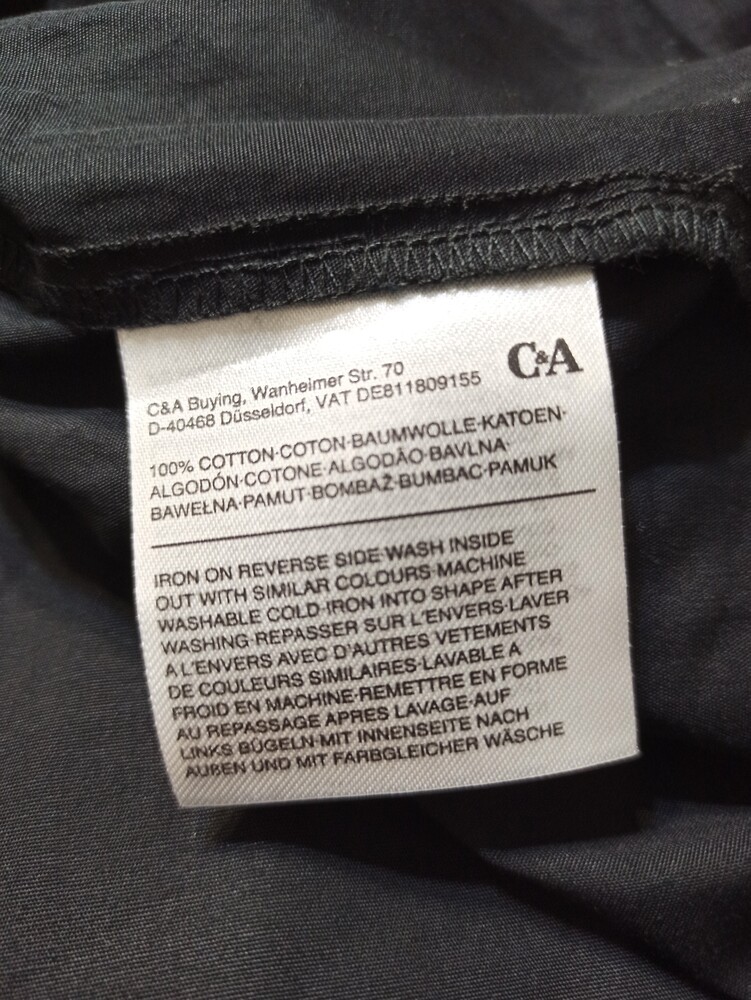 C&A
C&A Buying, Wanheimer Str. 70
D-40468 Düsseldorf, VAT DE811809155
100% COTTON·COTON·BAUMWOLLE·KATOEN·
ALGODÓN·COTONE·ALGODÃO·BAVLNA·
BAWEŁNA·PAMUT·BOMBAŽ·BUMBAC·PAMUK
IRON ON REVERSE SIDE·WASH INSIDE
OUT WITH SIMILAR COLOURS·MACHINE
WASHABLE COLD·IRON INTO SHAPE AFTER
WASHING·REPASSER SUR L'ENVERS·LAVER
A L'ENVERS AVEC D'AUTRES VETEMENTS
DE COULEURS SIMILAIRES·LAVABLE A
FROID EN MACHINE·REMETTRE EN FORME
AU REPASSAGE APRES LAVAGE·AUF
LINKS BÜGELN·MIT INNENSEITE NACH
AUßEN UND MIT FARBGLEICHER WÄSCHE